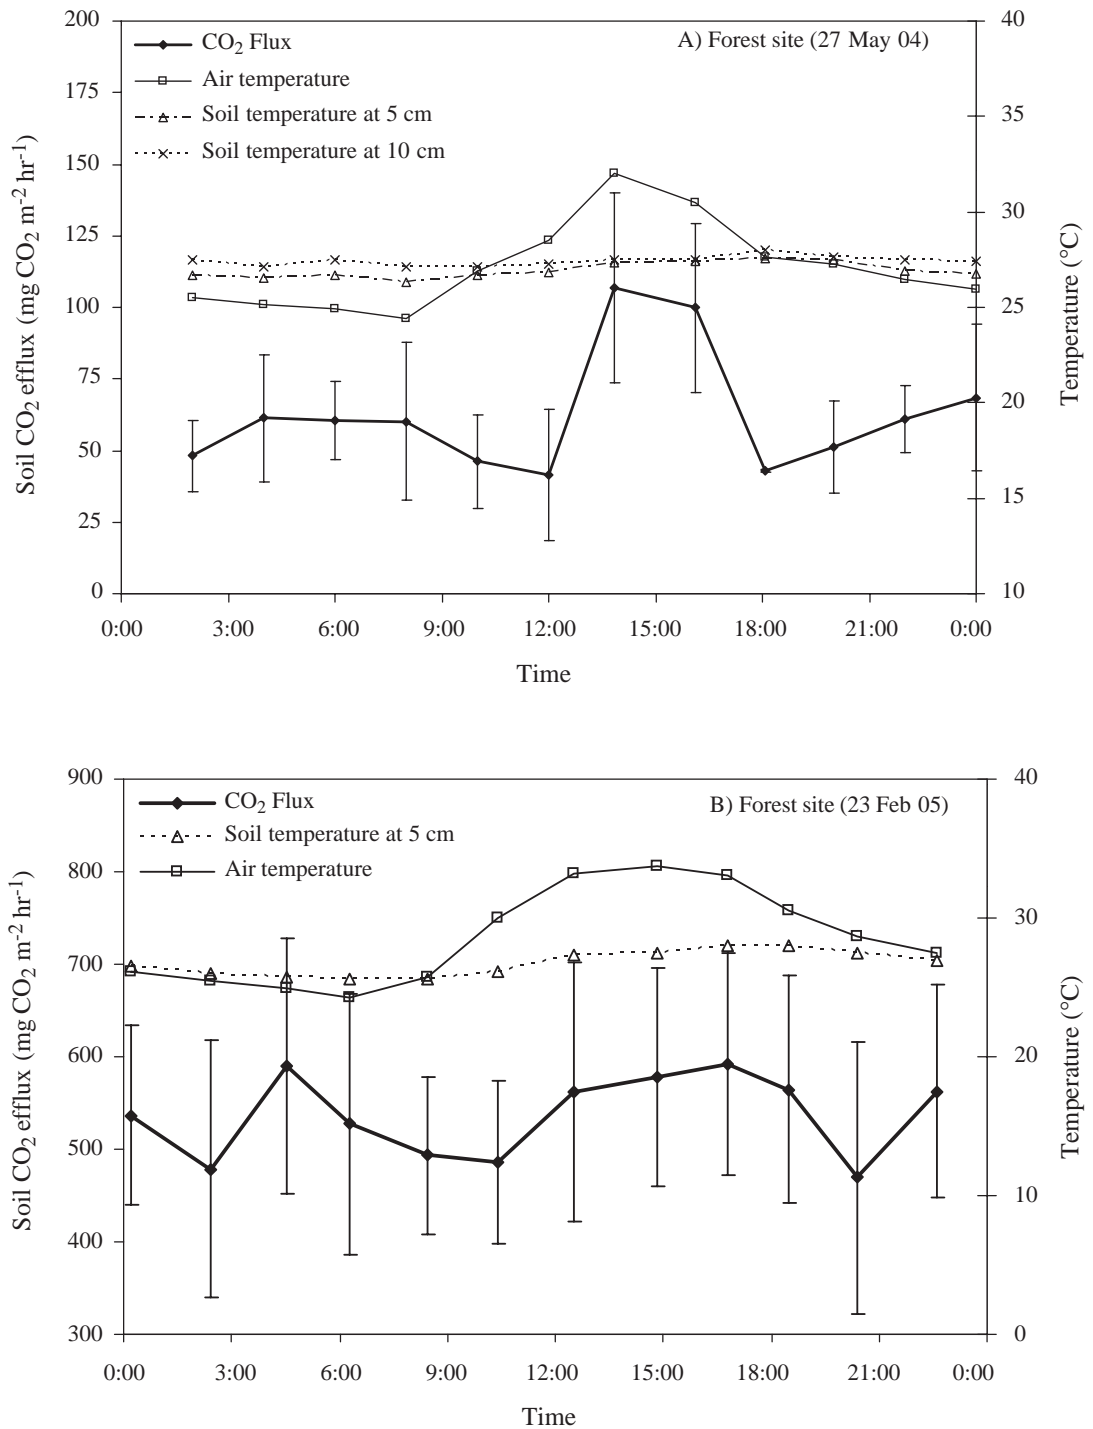 200
175
150
125
100
75
50
25
0
Soil CO2 efflux (mg CO2 m-2 hr-1)
CO2 Flux
Air temperature
Soil temperature at 5 cm
Soil temperature at 10 cm
A) Forest site (27 May 04)
40
35
30
25
20
15
10
Temperature (°C)
0:00 3:00 6:00 9:00 12:00 15:00 18:00 21:00 0:00
Time
900
800
700
600
500
400
300
Soil CO2 efflux (mg CO2 m-2 hr-1)
CO2 Flux
Soil temperature at 5 cm
Air temperature
B) Forest site (23 Feb 05)
40
30
20
10
0
Temperature (°C)
0:00 3:00 6:00 9:00 12:00 15:00 18:00 21:00 0:00
Time